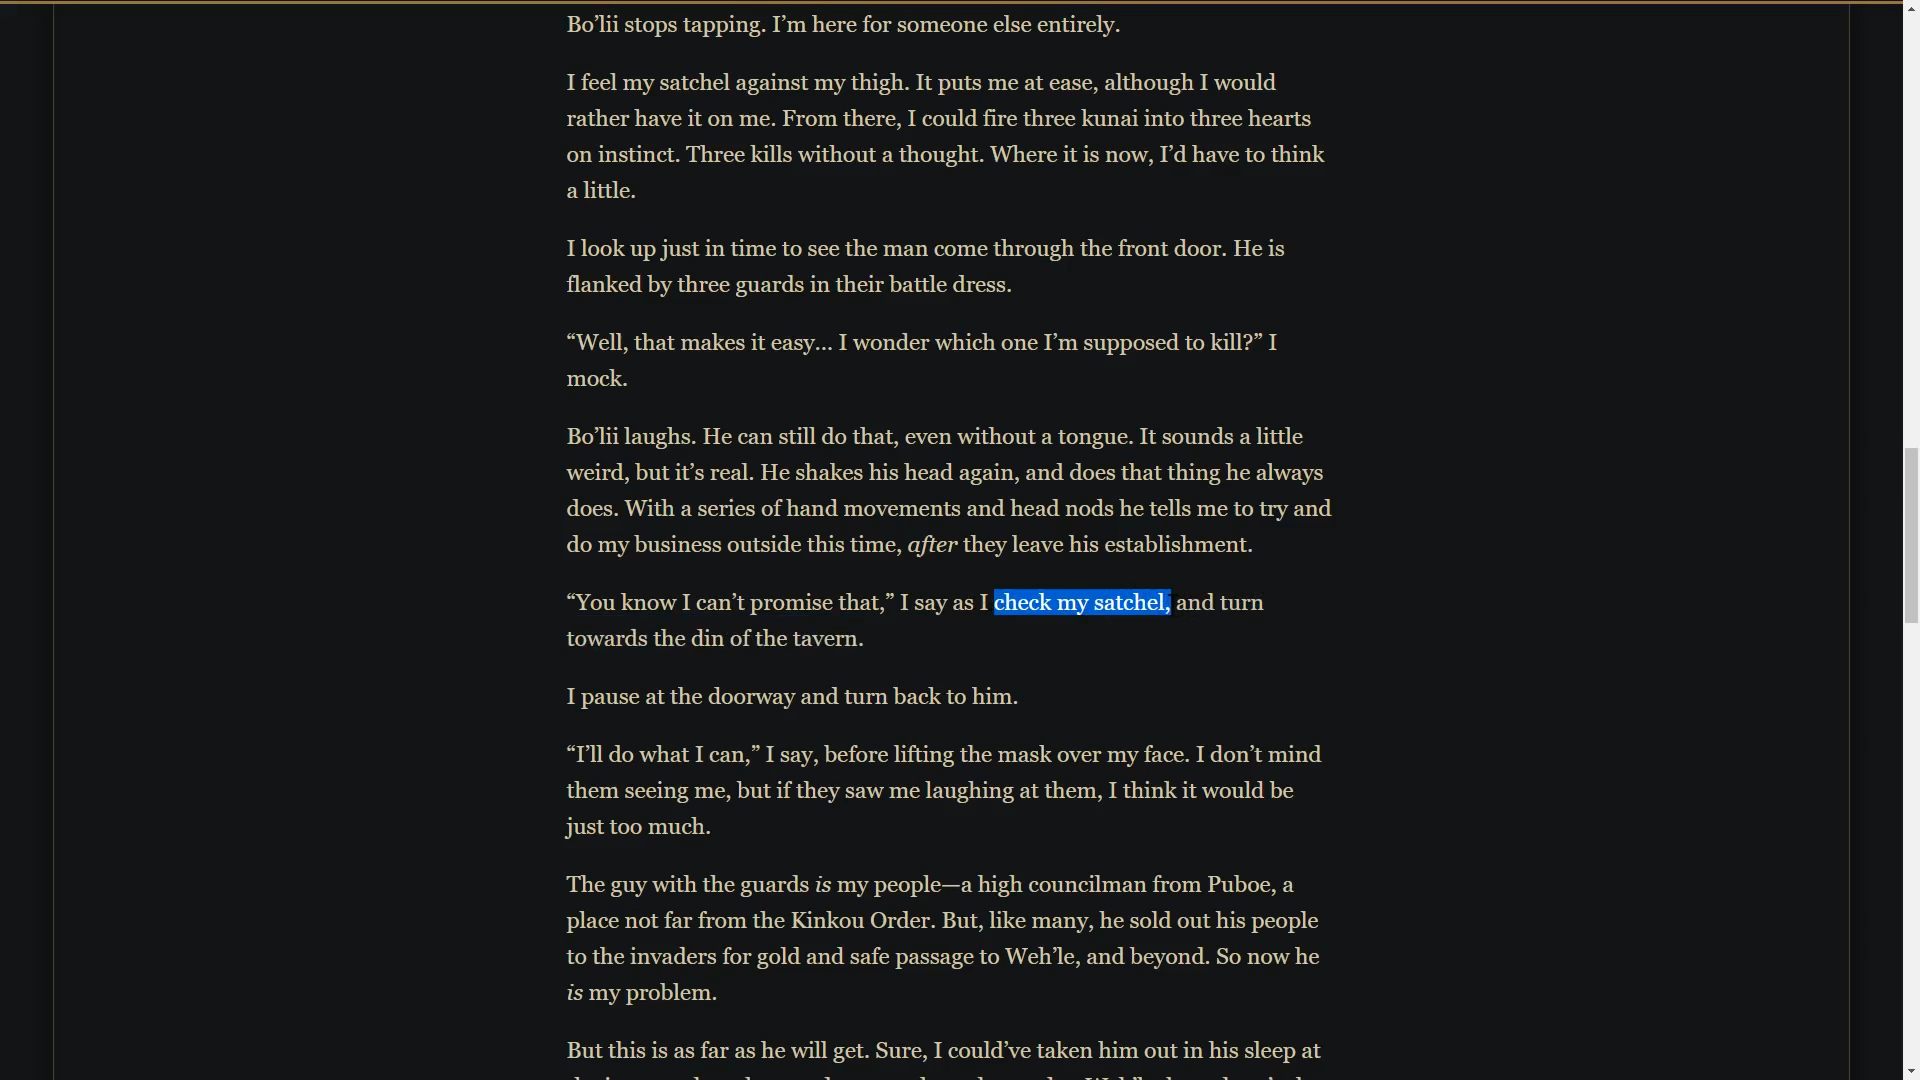 Bo’lii stops tapping. I’m here for someone else entirely.
I feel my satchel against my thigh. It puts me at ease, although I would
rather have it on me. From there, I could fire three kunai into three hearts
on instinct. Three kills without a thought. Where it is now, I’d have to think
a little.
I look up just in time to see the man come through the front door. He is
flanked by three guards in their battle dress.
“Well, that makes it easy... I wonder which one I’m supposed to kill?” I
mock.
Bo’lii laughs. He can still do that, even without a tongue. It sounds a little
weird, but it’s real. He shakes his head again, and does that thing he always
does. With a series of hand movements and head nods he tells me to try and
do my business outside this time, after they leave his establishment.
“You know I can’t promise that,” I say as I check my satchel, and turn
towards the din of the tavern.
I pause at the doorway and turn back to him.
“I’ll do what I can,” I say, before lifting the mask over my face. I don’t mind
them seeing me, but if they saw me laughing at them, I think it would be
just too much.
The guy with the guards is my people—a high councilman from Puboe, a
place not far from the Kinkou Order. But, like many, he sold out his people
to the invaders for gold and safe passage to Weh’le, and beyond. So now he
is my problem.
But this is as far as he will get. Sure, I could’ve taken him out in his sleep at